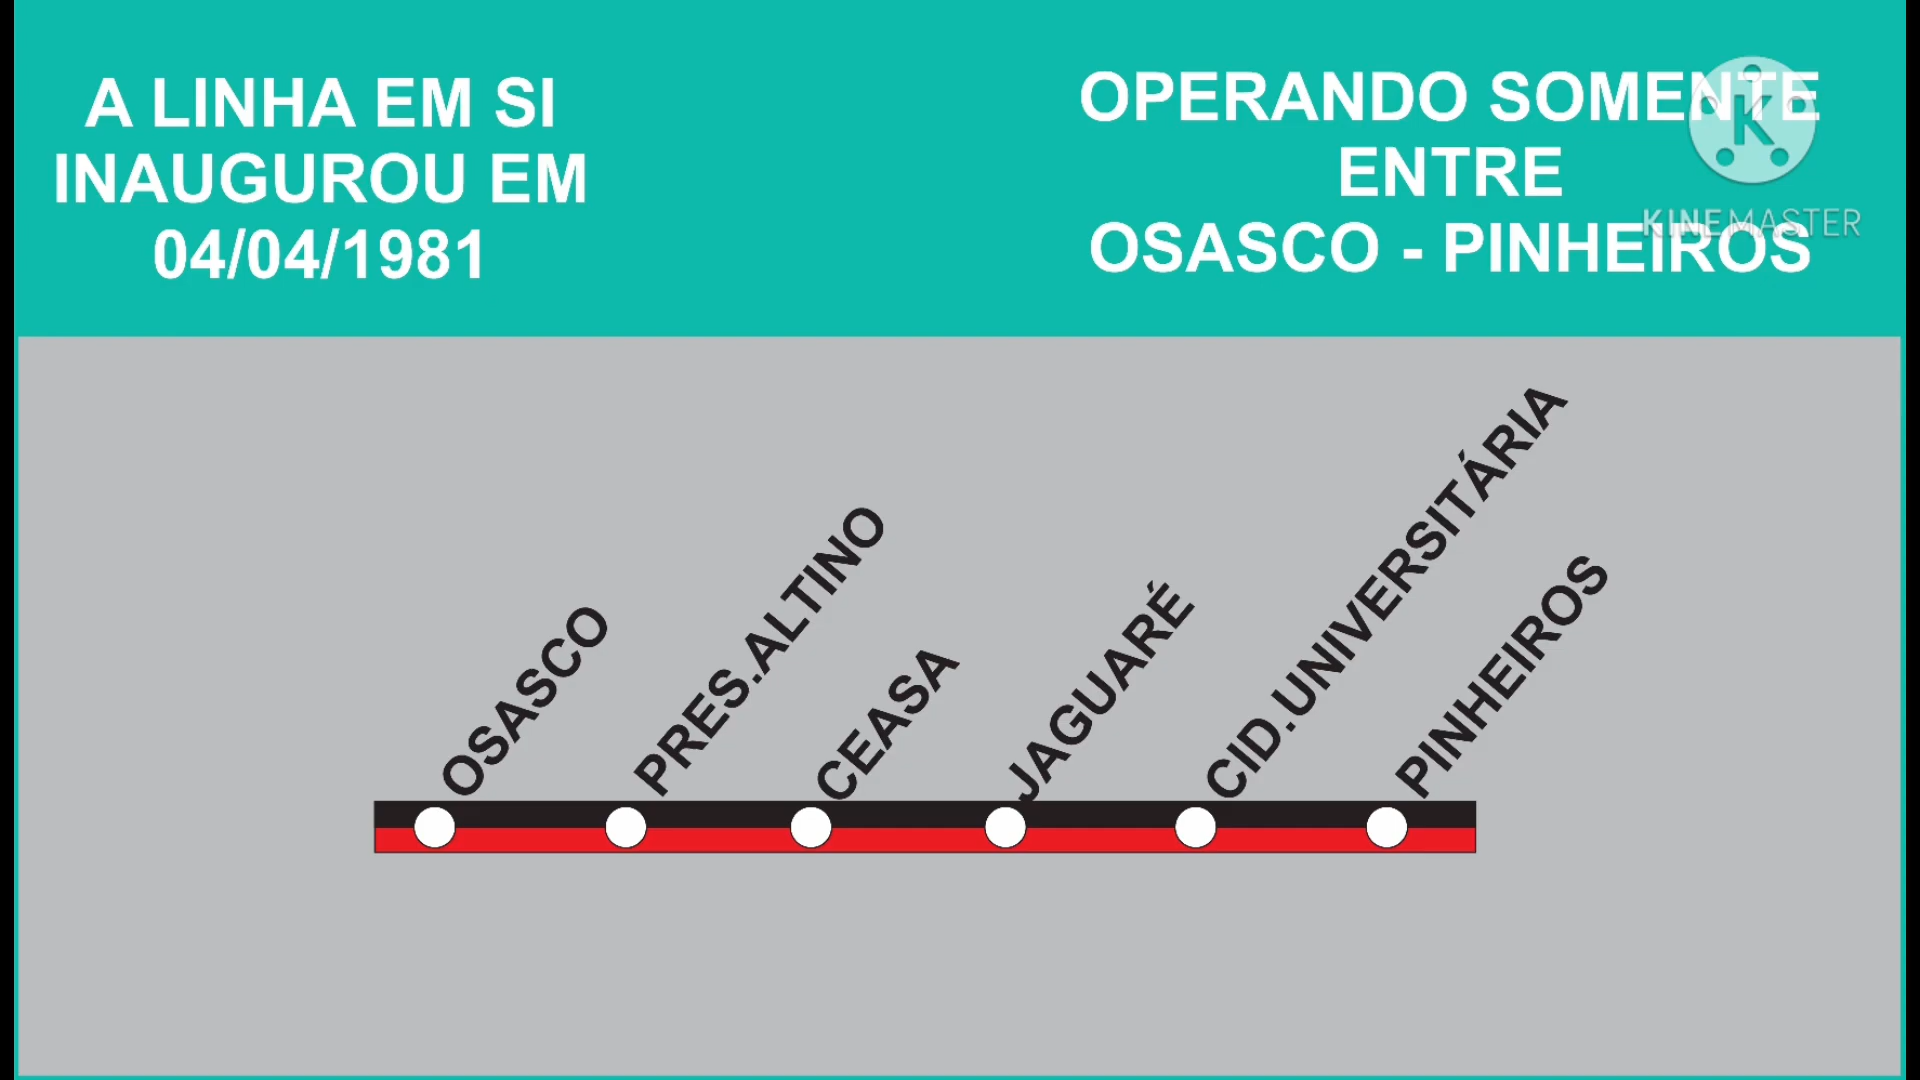 A LINHA EM SI
INAUGUROU EM
04/04/1981
OPERANDO SOMENTE
ENTRE
OSASCO - PINHEIROS
K
KINEMASTER
OSASCO
PRES.ALTINO
CEASA
JAGUARÉ
CID.UNIVERSITÁRIA
PINHEIROS